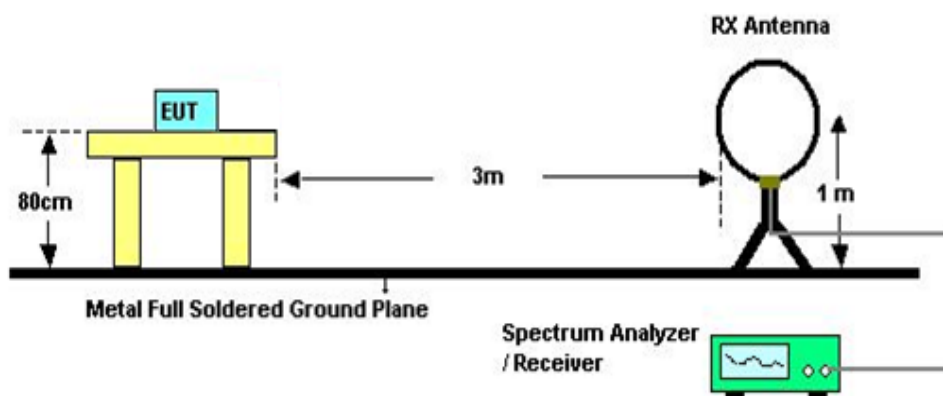 RX Antenna
EUT
80cm
3m
1 m
Metal Full Soldered Ground Plane
Spectrum Analyzer
/ Receiver